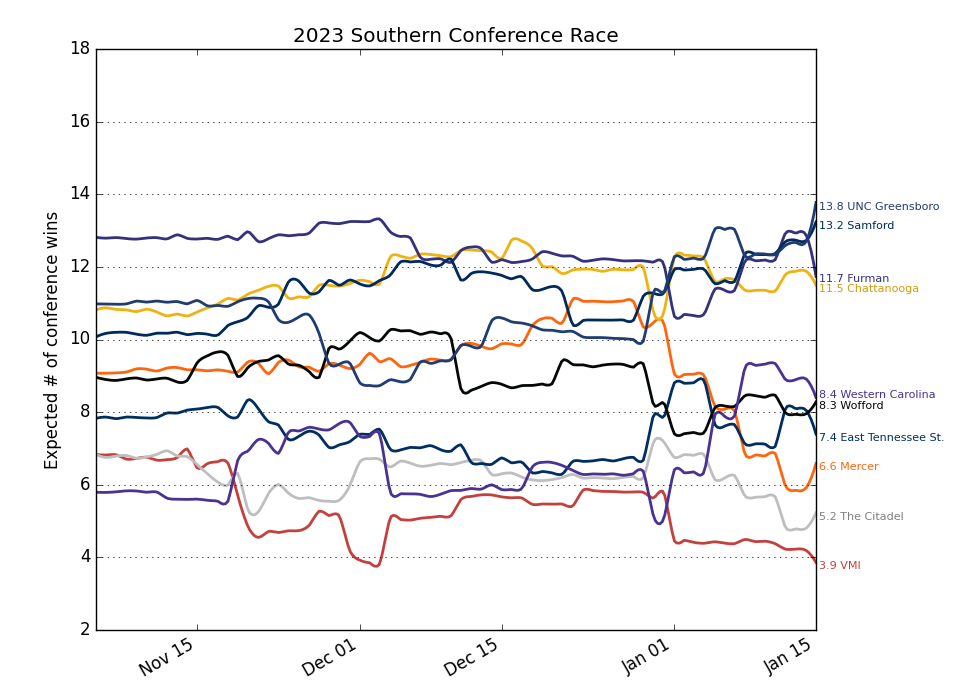 2023 Southern Conference Race
Expected # of conference wins
18
16
14
12
10
8
6
4
2
Nov 15
Dec 01
Dec 15
Jan 01
Jan 15
13.8 UNC Greensboro
13.2 Samford
11.7 Furman
11.5 Chattanooga
8.4 Western Carolina
8.3 Wofford
7.4 East Tennessee St.
6.6 Mercer
5.2 The Citadel
3.9 VMI